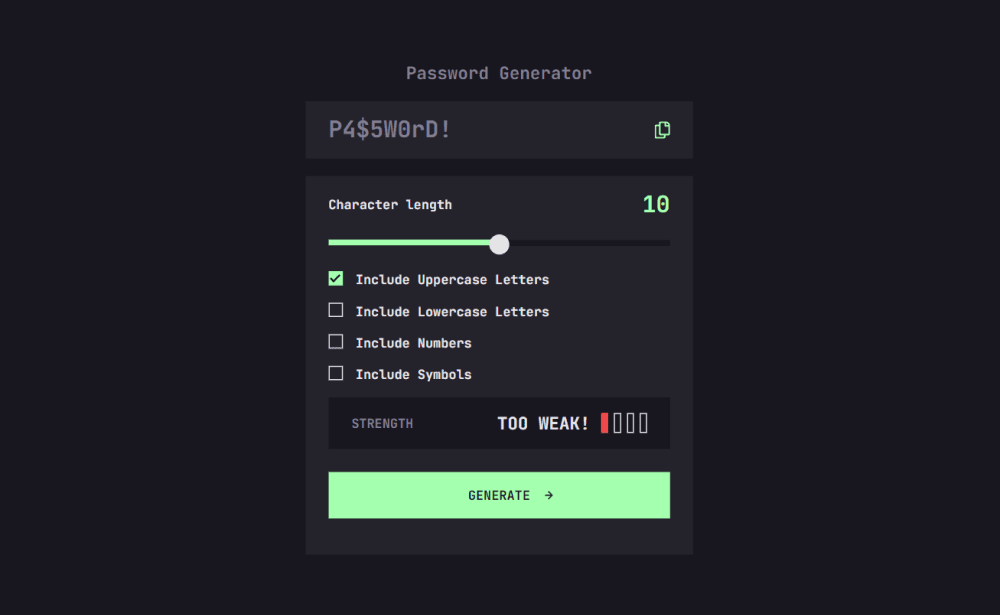 Password Generator
P4$5W0rD!
Character length 10
Include Uppercase Letters
Include Lowercase Letters
Include Numbers
Include Symbols
STRENGTH TOO WEAK!
GENERATE →